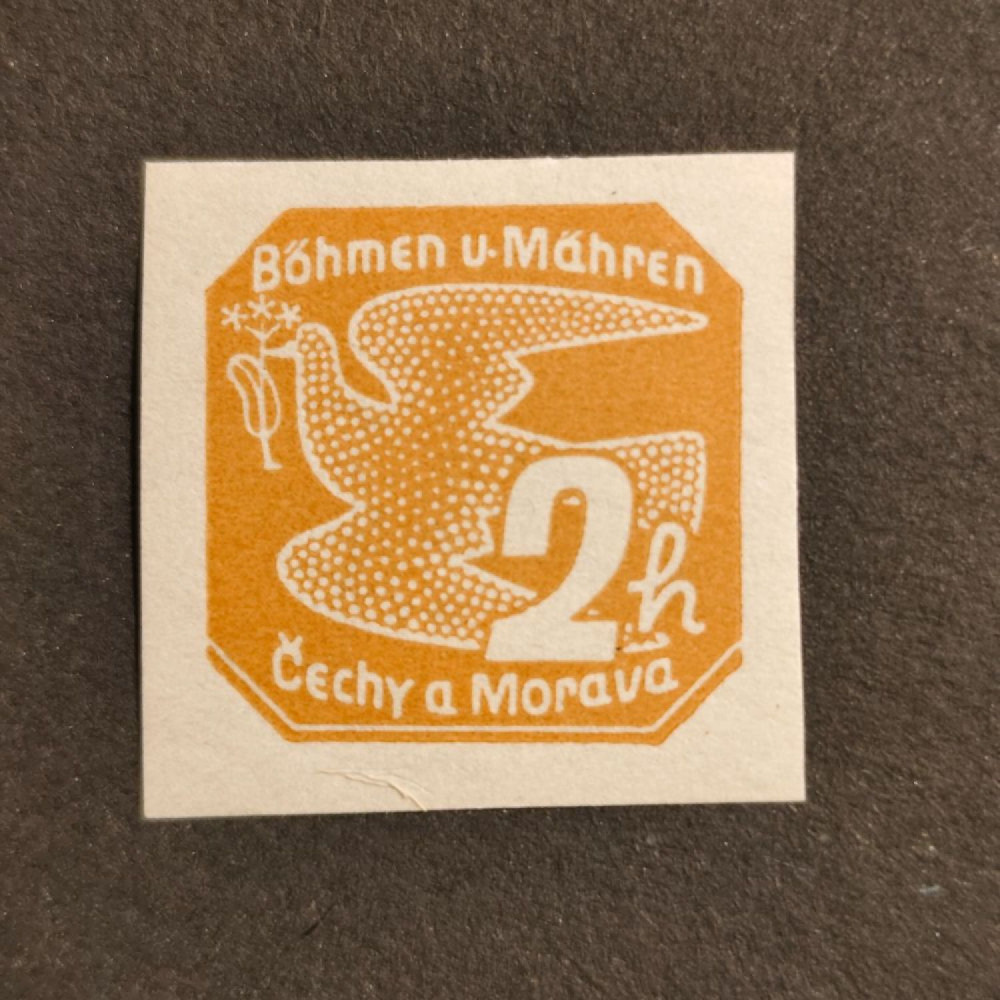 Böhmen u. Mähren
2 h
Čechy a Morava